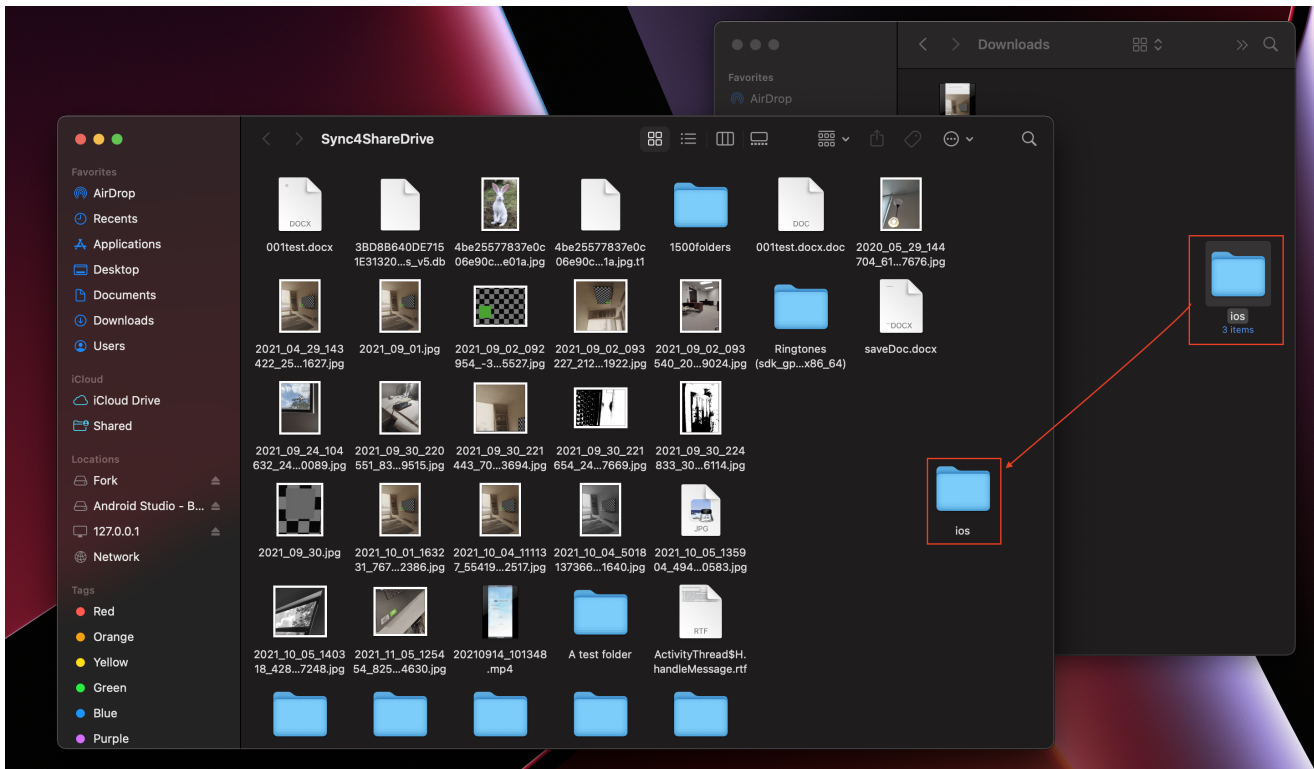 Downloads
Favorites
AirDrop
Sync4ShareDrive
Favorites
AirDrop
Recents
Applications
Desktop
Documents
Downloads
Users
iCloud
iCloud Drive
Shared
Locations
Fork
Android Studio - B...
127.0.0.1
Network
Tags
Red
Orange
Yellow
Green
Blue
Purple
DOCX
DOC
001test.docx
3BD8B640DE715
1E31320...s_v5.db
4be25577837e0c
06e90c...e01a.jpg
4be25577837e0c
06e90c...1a.jpg.t1
1500folders
001test.docx.doc
2020_05_29_144
704_61...7676.jpg
DOCX
2021_04_29_143
422_25...1627.jpg
2021_09_01.jpg
2021_09_02_092
954_-3...5527.jpg
2021_09_02_093
227_212...1922.jpg
2021_09_02_093
540_20...9024.jpg
Ringtones
(sdk_gp...x86_64)
saveDoc.docx
2021_09_24_104
632_24...0089.jpg
2021_09_30_220
551_83...9515.jpg
2021_09_30_221
443_70...3694.jpg
2021_09_30_221
654_24...7669.jpg
2021_09_30_224
833_30...6114.jpg
JPG
2021_09_30.jpg
2021_10_01_1632
31_767...2386.jpg
2021_10_04_11113
7_55419...2517.jpg
2021_10_04_5018
137366...1640.jpg
2021_10_05_1359
04_494...0583.jpg
RTF
2021_10_05_1403
18_428...7248.jpg
2021_11_05_1254
54_825...4630.jpg
20210914_101348
.mp4
A test folder
ActivityThread$H.
handleMessage.rtf
ios
ios
3 items